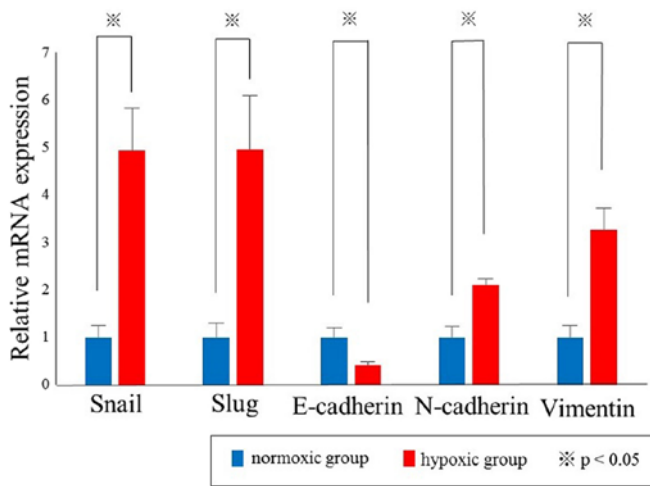 ※ ※ ※ ※ ※
Relative mRNA expression
7
6
5
4
3
2
1
0
Snail Slug E-cadherin N-cadherin Vimentin
normoxic group hypoxic group ※ p < 0.05